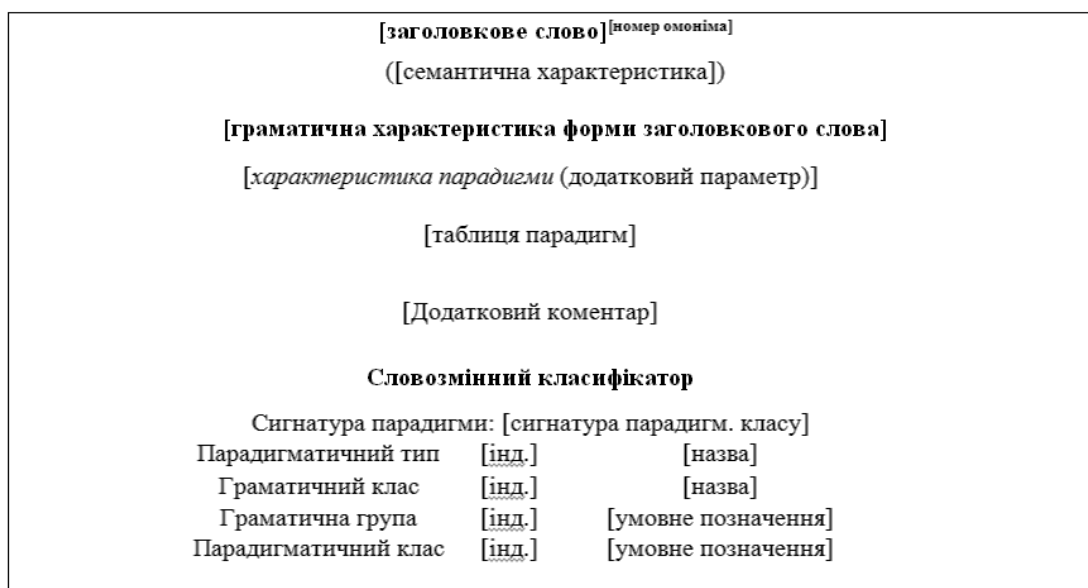 [заголовкове слово][номер омоніма]
([семантична характеристика])
[граматична характеристика форми заголовкового слова]
[характеристика парадигми (додатковий параметр)]
[таблиця парадигм]
[Додатковий коментар]
Словозмінний класифікатор
Сигнатура парадигми: [сигнатура парадигм. класу]
Парадигматичний тип [інд.] [назва]
Граматичний клас [інд.] [назва]
Граматична група [інд.] [умовне позначення]
Парадигматичний клас [інд.] [умовне позначення]